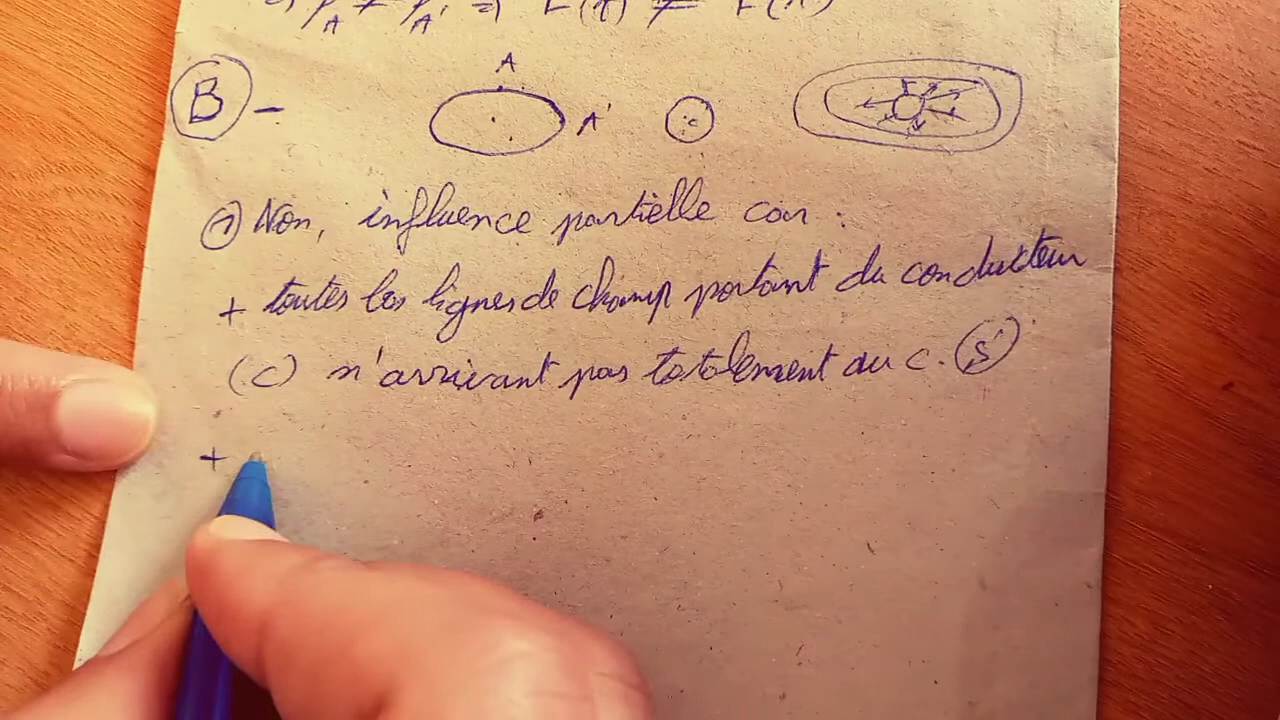 B - A A' c
① Non, influence partielle car :
+ toutes les lignes de champ partant du conducteur
(C) n'arrivant pas totalement au c. (S')
+